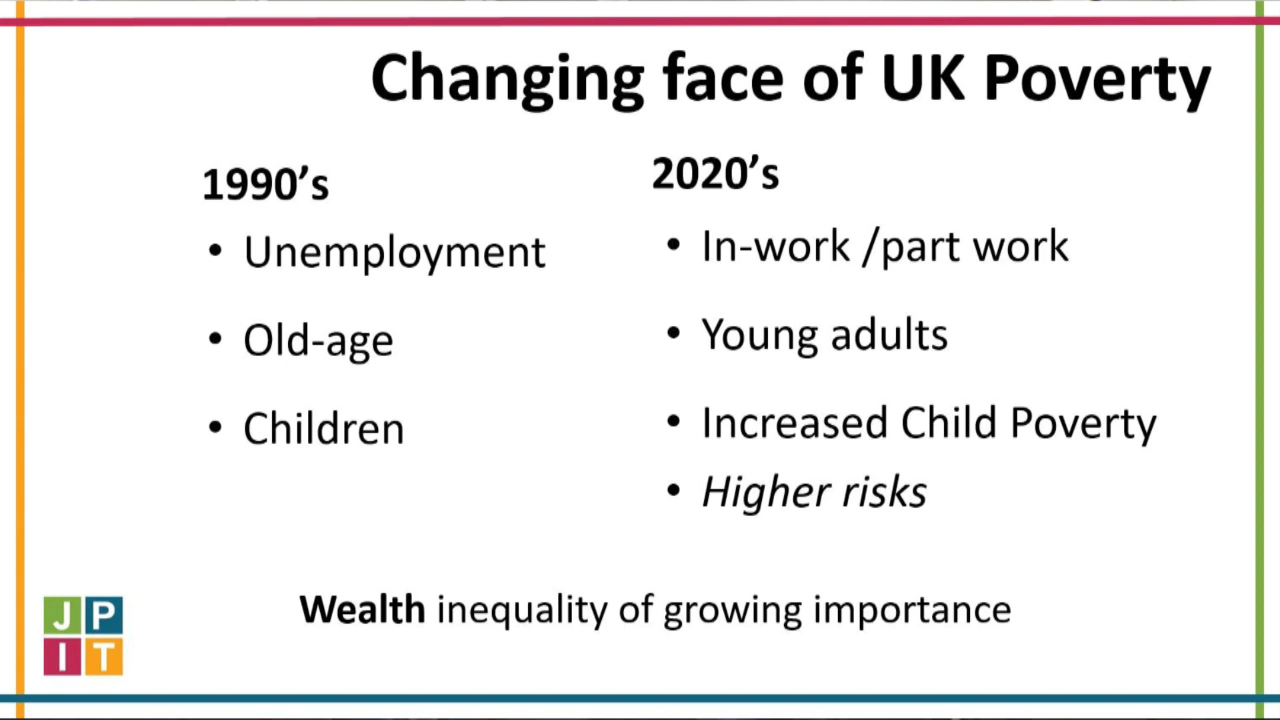 Changing face of UK Poverty
1990’s
• Unemployment
• Old-age
• Children
2020’s
• In-work /part work
• Young adults
• Increased Child Poverty
• Higher risks
Wealth inequality of growing importance
J P
I T